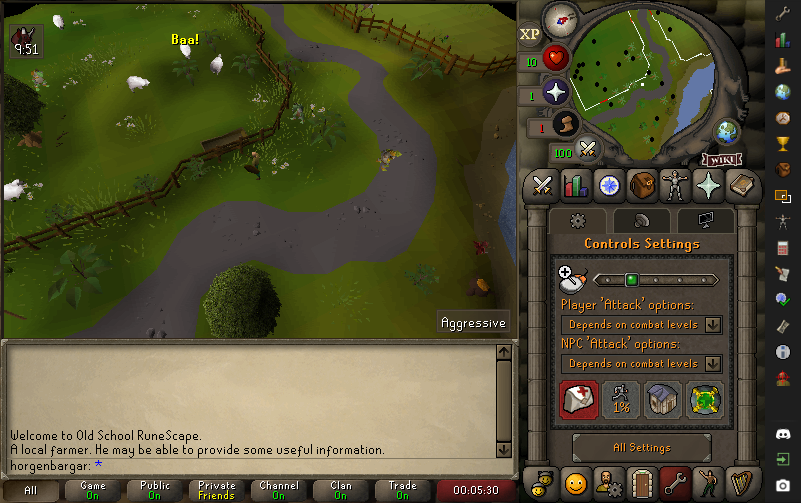 9:51
Baa!
XP
10
1
1
100
WIKI
Aggressive
Controls Settings
Player 'Attack' options:
Depends on combat levels
NPC 'Attack' options:
Depends on combat levels
1%
All Settings
Welcome to Old School RuneScape.
A local farmer. He may be able to provide some useful information.
horgenbargar: *
All
Game
On
Public
On
Private
Friends
Channel
On
Clan
On
Trade
On
00:05:30